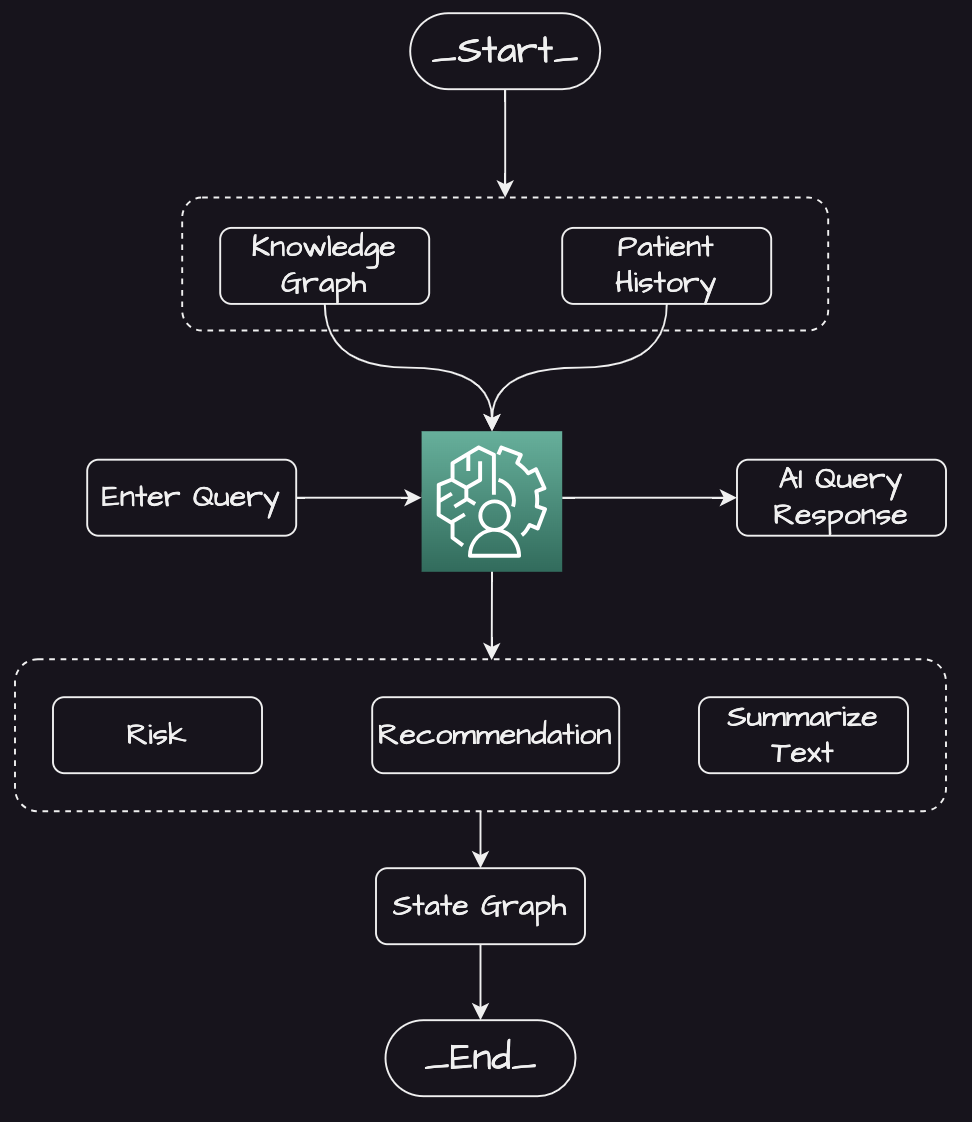 _Start_
Knowledge
Graph
Patient
History
Enter Query
AI Query
Response
Risk
Recommendation
Summarize
Text
State Graph
_End_